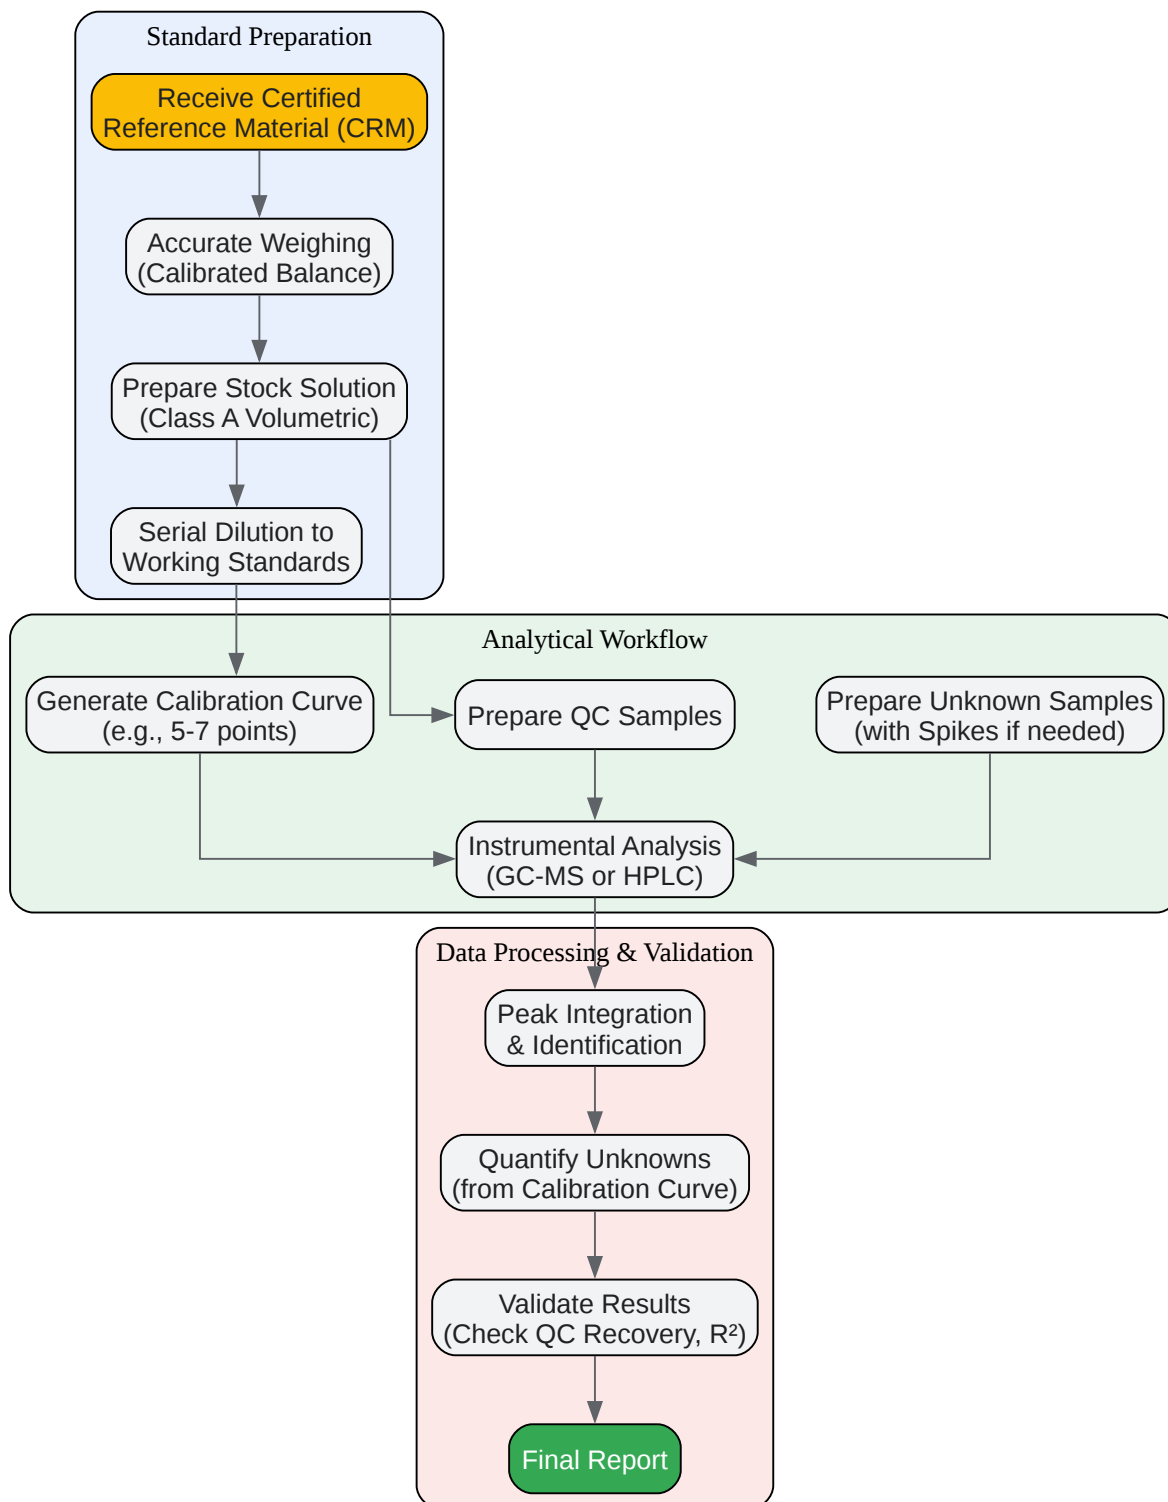 Standard Preparation
Receive Certified
Reference Material (CRM)
Accurate Weighing
(Calibrated Balance)
Prepare Stock Solution
(Class A Volumetric)
Serial Dilution to
Working Standards
Analytical Workflow
Generate Calibration Curve
(e.g., 5-7 points)
Prepare QC Samples
Prepare Unknown Samples
(with Spikes if needed)
Instrumental Analysis
(GC-MS or HPLC)
Data Processing & Validation
Peak Integration
& Identification
Quantify Unknowns
(from Calibration Curve)
Validate Results
(Check QC Recovery, R²)
Final Report